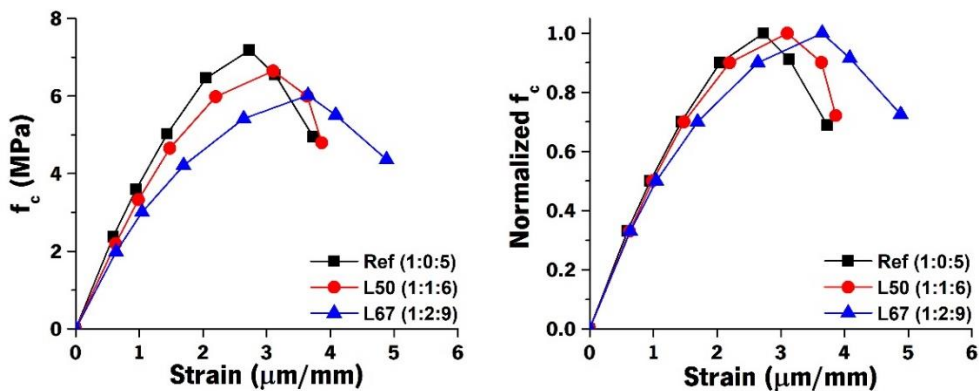 f_c (MPa)
8
6
4
2
0
0 1 2 3 4 5 6
Strain (μm/mm)
Ref (1:0:5)
L50 (1:1:6)
L67 (1:2:9)
Normalized f_c
1.0
0.8
0.6
0.4
0.2
0.0
0 1 2 3 4 5 6
Strain (μm/mm)
Ref (1:0:5)
L50 (1:1:6)
L67 (1:2:9)